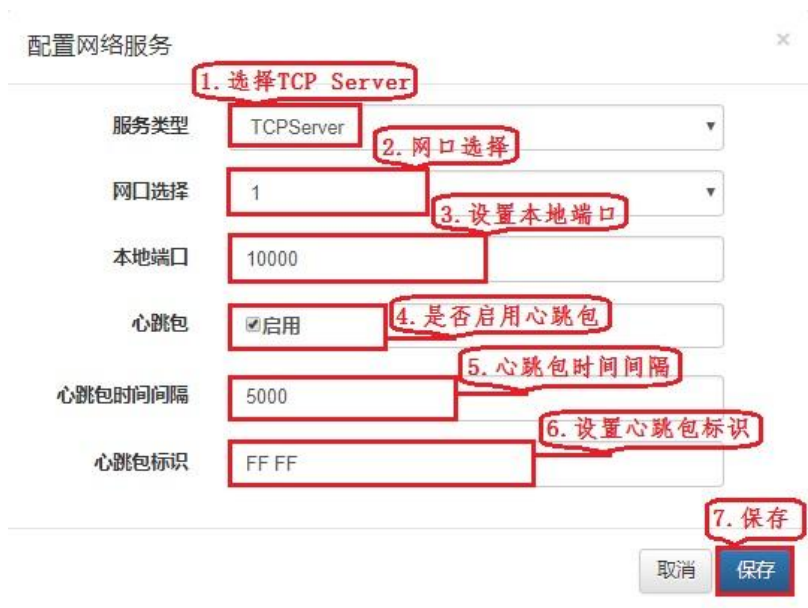 配置网络服务 ×
1.选择TCP Server
服务类型 TCPServer
2.网口选择
网口选择 1
3.设置本地端口
本地端口 10000
心跳包 启用 4.是否启用心跳包
5.心跳包时间间隔
心跳包时间间隔 5000
6.设置心跳包标识
心跳包标识 FF FF
7.保存
取消 保存